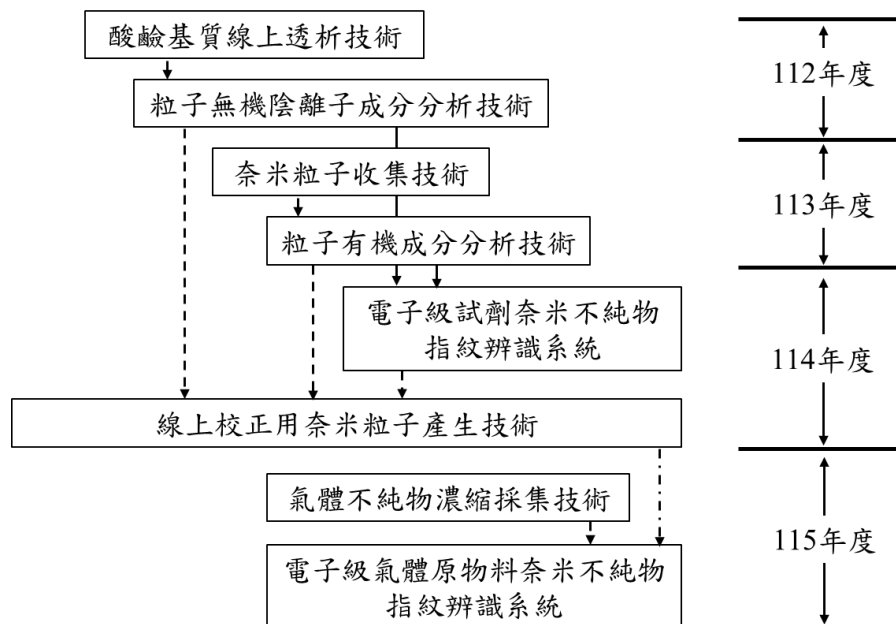 酸鹼基質線上透析技術
粒子無機陰離子成分分析技術
奈米粒子收集技術
粒子有機成分分析技術
電子級試劑奈米不純物
指紋辨識系統
線上校正用奈米粒子產生技術
氣體不純物濃縮採集技術
電子級氣體原物料奈米不純物
指紋辨識系統
112年度
113年度
114年度
115年度